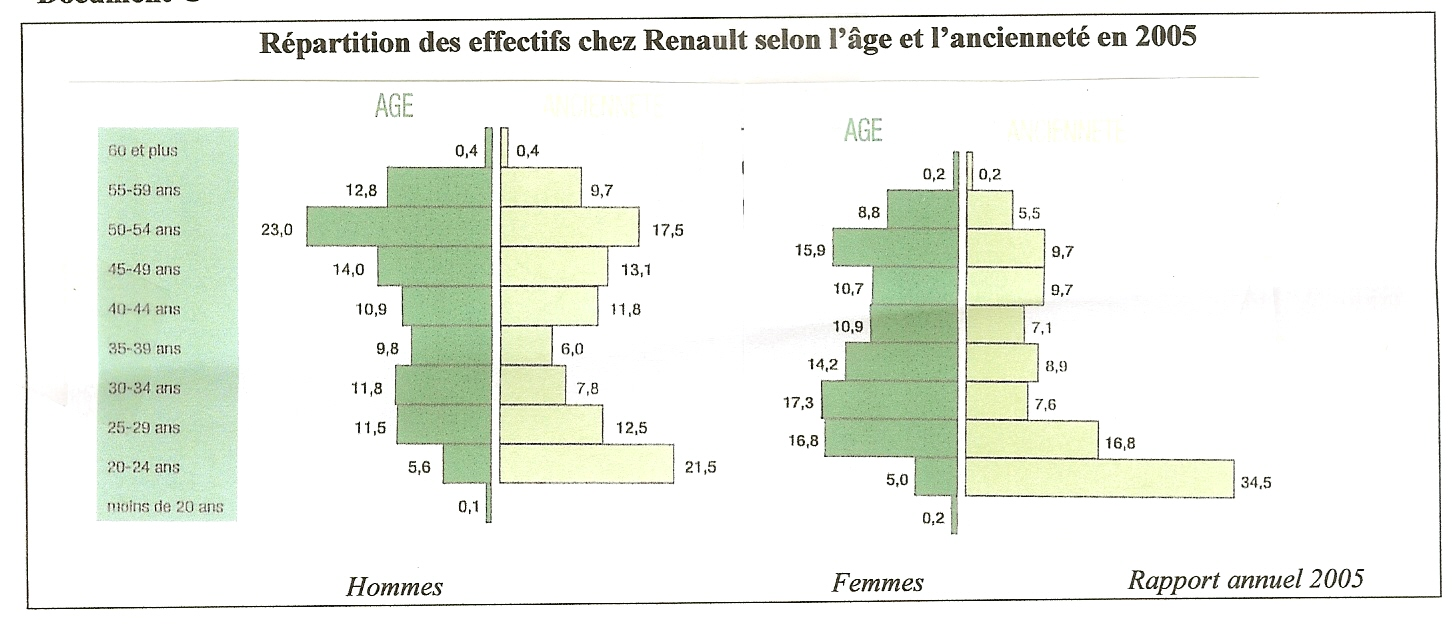 Répartition des effectifs chez Renault selon l'âge et l'ancienneté en 2005
AGE
ANCIENNETE
AGE
ANCIENNETE
60 et plus
0,4
0,4
0,2
0,2
55-59 ans
12,8
9,7
8,8
5,5
50-54 ans
23,0
17,5
15,9
9,7
45-49 ans
14,0
13,1
10,7
9,7
40-44 ans
10,9
11,8
10,9
7,1
35-39 ans
9,8
6,0
14,2
8,9
30-34 ans
11,8
7,8
17,3
7,6
25-29 ans
11,5
12,5
16,8
16,8
20-24 ans
5,6
21,5
5,0
34,5
moins de 20 ans
0,1
0,2
Hommes
Femmes
Rapport annuel 2005